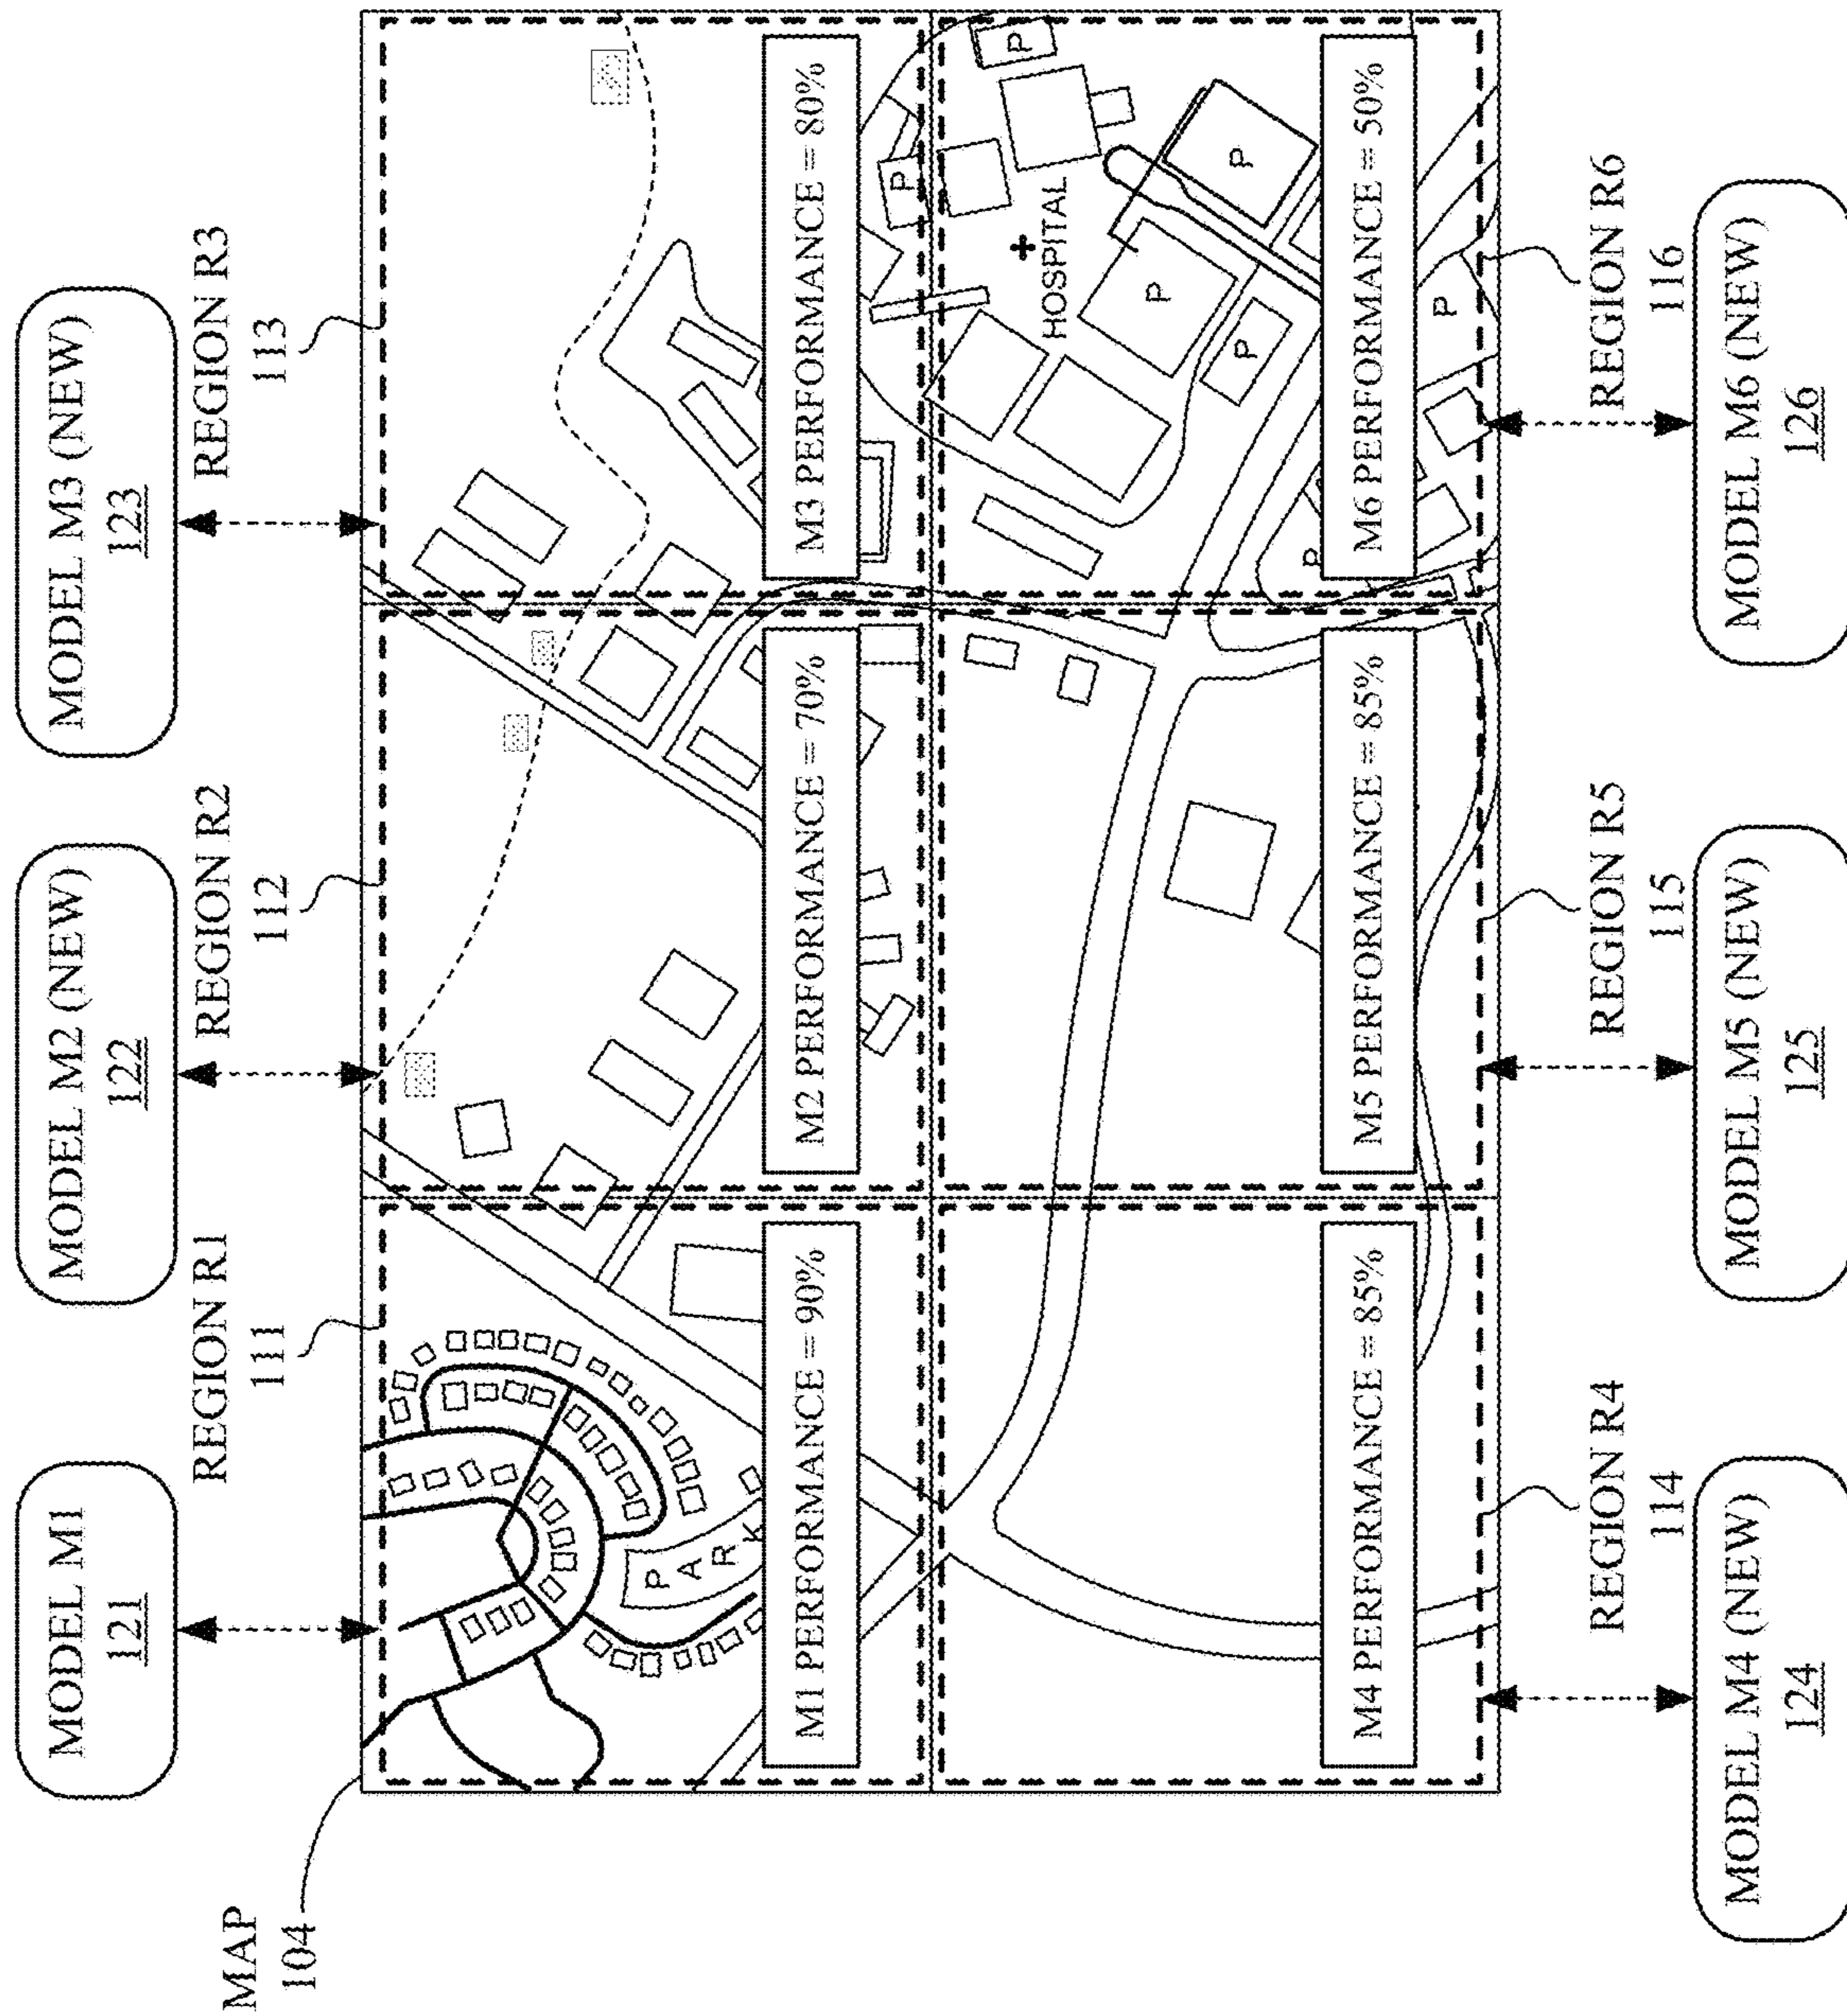 MODEL M1
121
MODEL M2 (NEW)
122
MODEL M3 (NEW)
123
REGION R1
111
REGION R2
112
REGION R3
113
MAP
104
PARK
M1 PERFORMANCE = 90%
M2 PERFORMANCE = 70%
M3 PERFORMANCE = 80%
P
P
HOSPITAL
P
P
P
P
P
M4 PERFORMANCE = 85%
M5 PERFORMANCE = 85%
M6 PERFORMANCE = 50%
REGION R4
114
REGION R5
115
REGION R6
116
MODEL M4 (NEW)
124
MODEL M5 (NEW)
125
MODEL M6 (NEW)
126